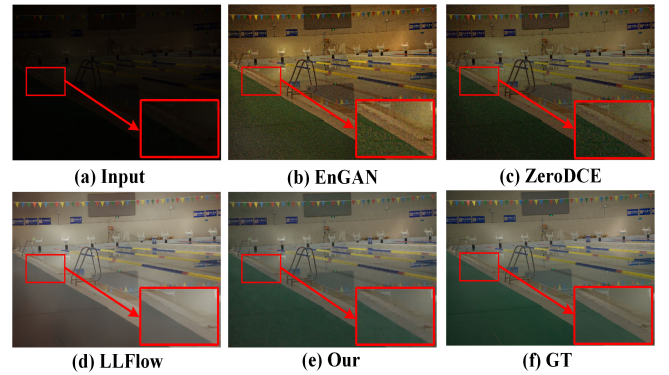 (a) Input
(b) EnGAN
(c) ZeroDCE
(d) LLFlow
(e) Our
(f) GT